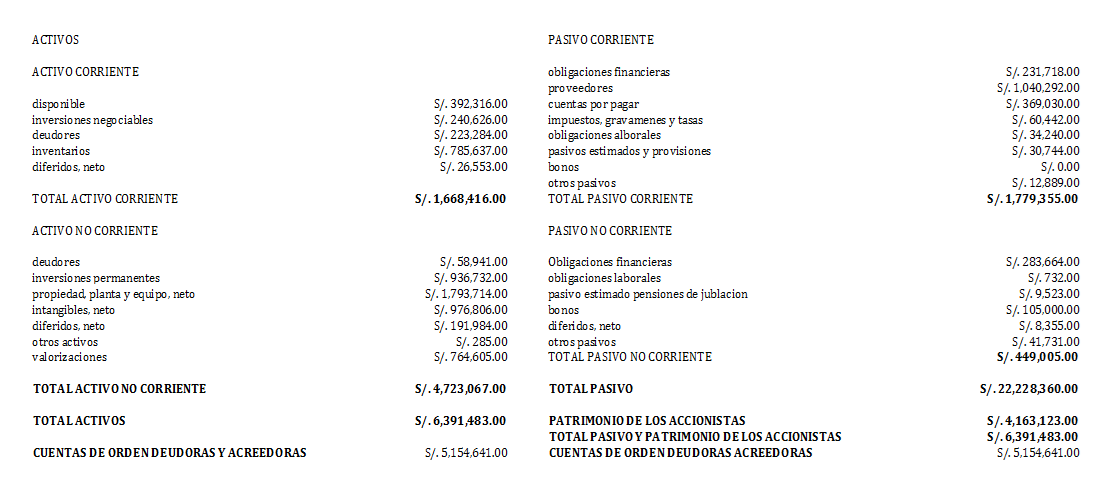 ACTIVOS
ACTIVO CORRIENTE
disponible S/. 392,316.00
inversiones negociables S/. 240,626.00
deudores S/. 223,284.00
inventarios S/. 785,637.00
diferidos, neto S/. 26,553.00
TOTAL ACTIVO CORRIENTE S/. 1,668,416.00
ACTIVO NO CORRIENTE
deudores S/. 58,941.00
inversiones permanentes S/. 936,732.00
propiedad, planta y equipo, neto S/. 1,793,714.00
intangibles, neto S/. 976,806.00
diferidos, neto S/. 191,984.00
otros activos S/. 285.00
valorizaciones S/. 764,605.00
TOTAL ACTIVO NO CORRIENTE S/. 4,723,067.00
TOTAL ACTIVOS S/. 6,391,483.00
CUENTAS DE ORDEN DEUDORAS Y ACREEDORAS S/. 5,154,641.00
PASIVO CORRIENTE
obligaciones financieras S/. 231,718.00
proveedores S/. 1,040,292.00
cuentas por pagar S/. 369,030.00
impuestos, gravamenes y tasas S/. 60,442.00
obligaciones alborales S/. 34,240.00
pasivos estimados y provisiones S/. 30,744.00
bonos S/. 0.00
otros pasivos S/. 12,889.00
TOTAL PASIVO CORRIENTE S/. 1,779,355.00
PASIVO NO CORRIENTE
Obligaciones financieras S/. 283,664.00
obligaciones laborales S/. 732.00
pasivo estimado pensiones de jublacion S/. 9,523.00
bonos S/. 105,000.00
diferidos, neto S/. 8,355.00
otros pasivos S/. 41,731.00
TOTAL PASIVO NO CORRIENTE S/. 449,005.00
TOTAL PASIVO S/. 22,228,360.00
PATRIMONIO DE LOS ACCIONISTAS S/. 4,163,123.00
TOTAL PASIVO Y PATRIMONIO DE LOS ACCIONISTAS S/. 6,391,483.00
CUENTAS DE ORDEN DEUDORAS ACREEDORAS S/. 5,154,641.00